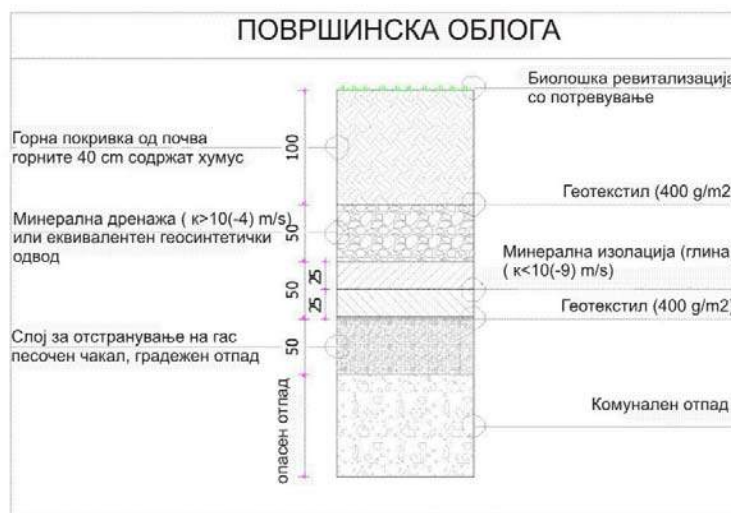 ПОВРШИНСКА ОБЛОГА
Биолошка ревитализација
со потревување
Горна покривка од почва
горните 40 cm содржат хумус
100
Геотекстил (400 g/m2
Минерална дренажа ( к>10(-4) m/s)
или еквивалентен геосинтетички
одвод
50
Минерална изолација (глина
( к<10(-9) m/s)
50
25
25
Геотекстил (400 g/m2)
Слој за отстранување на гас
песочен чакал, градежен отпад
50
Комунален отпад
опасен отпад